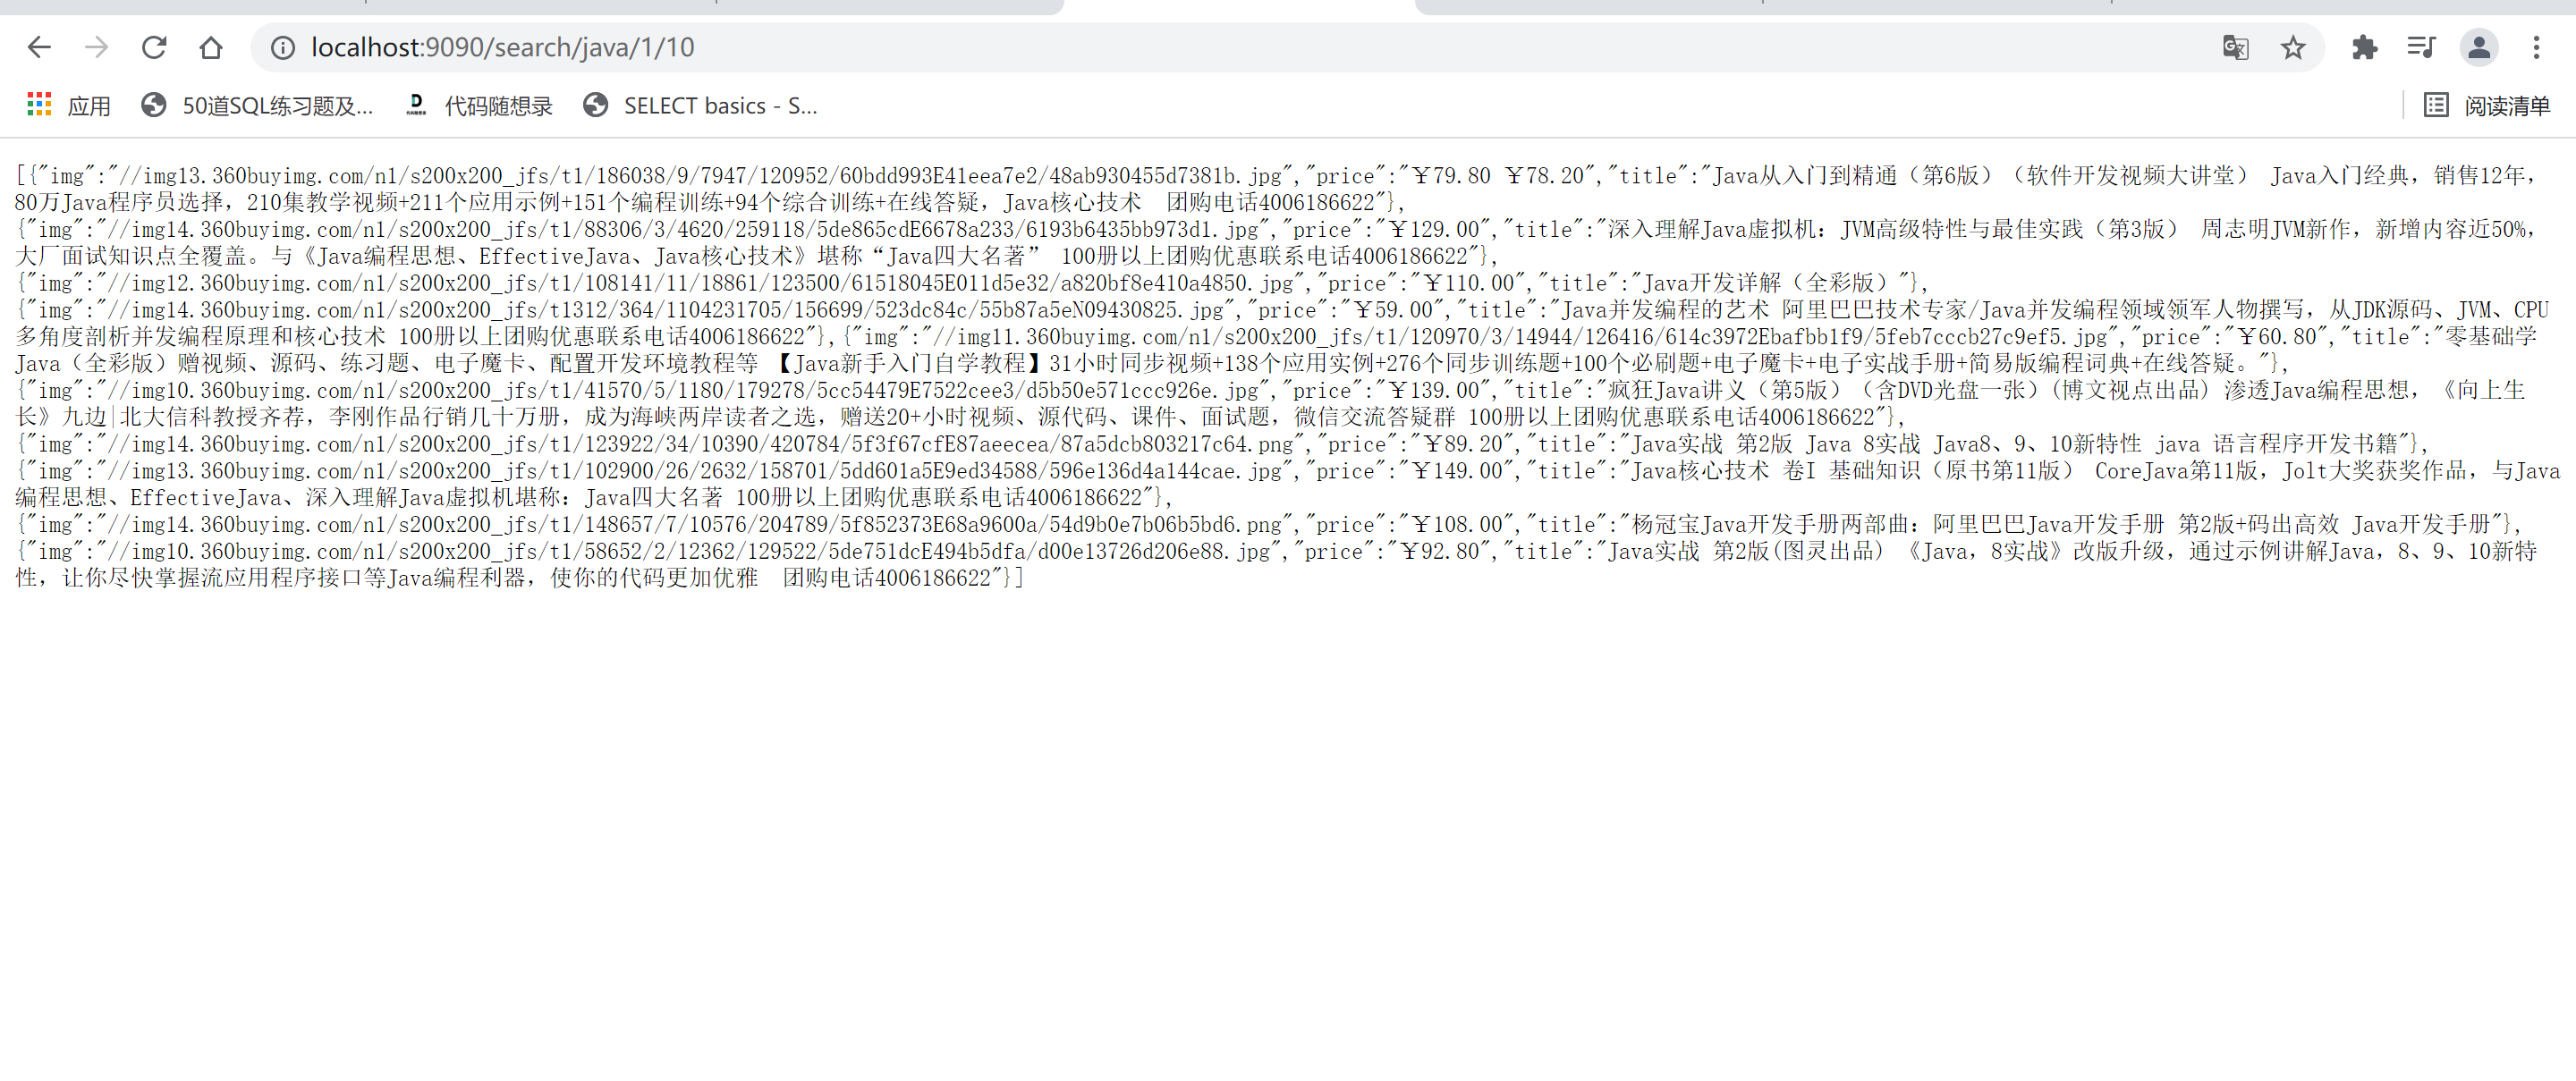 localhost:9090/search/java/1/10
应用 50道SQL练习题及... 代码随想录 SELECT basics - S... 阅读清单
[{"img":"//img13.360buyimg.com/n1/s200x200_jfs/t1/186038/9/7947/120952/60bdd993E41eea7e2/48ab930455d7381b.jpg","price":"￥79.80 ￥78.20","title":"Java从入门到精通（第6版）（软件开发视频大讲堂） Java入门经典，销售12年，
80万Java程序员选择，210集教学视频+211个应用示例+151个编程训练+94个综合训练+在线答疑，Java核心技术　团购电话4006186622"},
{"img":"//img14.360buyimg.com/n1/s200x200_jfs/t1/88306/3/4620/259118/5de865cdE6678a233/6193b6435bb973d1.jpg","price":"￥129.00","title":"深入理解Java虚拟机：JVM高级特性与最佳实践（第3版） 周志明JVM新作，新增内容近50%，
大厂面试知识点全覆盖。与《Java编程思想、EffectiveJava、Java核心技术》堪称“Java四大名著” 100册以上团购优惠联系电话4006186622"},
{"img":"//img12.360buyimg.com/n1/s200x200_jfs/t1/108141/11/18861/123500/61518045E011d5e32/a820bf8e410a4850.jpg","price":"￥110.00","title":"Java开发详解（全彩版）"},
{"img":"//img14.360buyimg.com/n1/s200x200_jfs/t1312/364/1104231705/156699/523dc84c/55b87a5eN09430825.jpg","price":"￥59.00","title":"Java并发编程的艺术 阿里巴巴技术专家/Java并发编程领域领军人物撰写，从JDK源码、JVM、CPU
多角度剖析并发编程原理和核心技术 100册以上团购优惠联系电话4006186622"},{"img":"//img11.360buyimg.com/n1/s200x200_jfs/t1/120970/3/14944/126416/614c3972Ebafbb1f9/5feb7cccb27c9ef5.jpg","price":"￥60.80","title":"零基础学
Java（全彩版）赠视频、源码、练习题、电子魔卡、配置开发环境教程等 【Java新手入门自学教程】31小时同步视频+138个应用实例+276个同步训练题+100个必刷题+电子魔卡+电子实战手册+简易版编程词典+在线答疑。"},
{"img":"//img10.360buyimg.com/n1/s200x200_jfs/t1/41570/5/1180/179278/5cc54479E7522cee3/d5b50e571ccc926e.jpg","price":"￥139.00","title":"疯狂Java讲义（第5版）（含DVD光盘一张）(博文视点出品) 渗透Java编程思想，《向上生
长》九边|北大信科教授齐荐，李刚作品行销几十万册，成为海峡两岸读者之选，赠送20+小时视频、源代码、课件、面试题，微信交流答疑群 100册以上团购优惠联系电话4006186622"},
{"img":"//img14.360buyimg.com/n1/s200x200_jfs/t1/123922/34/10390/420784/5f3f67cfE87aeecea/87a5dcb803217c64.png","price":"￥89.20","title":"Java实战 第2版 Java 8实战 Java8、9、10新特性 java 语言程序开发书籍"},
{"img":"//img13.360buyimg.com/n1/s200x200_jfs/t1/102900/26/2632/158701/5dd601a5E9ed34588/596e136d4a144cae.jpg","price":"￥149.00","title":"Java核心技术 卷I 基础知识（原书第11版） CoreJava第11版，Jolt大奖获奖作品，与Java
编程思想、EffectiveJava、深入理解Java虚拟机堪称：Java四大名著 100册以上团购优惠联系电话4006186622"},
{"img":"//img14.360buyimg.com/n1/s200x200_jfs/t1/148657/7/10576/204789/5f852373E68a9600a/54d9b0e7b06b5bd6.png","price":"￥108.00","title":"杨冠宝Java开发手册两部曲：阿里巴巴Java开发手册 第2版+码出高效 Java开发手册"},
{"img":"//img10.360buyimg.com/n1/s200x200_jfs/t1/58652/2/12362/129522/5de751dcE494b5dfa/d00e13726d206e88.jpg","price":"￥92.80","title":"Java实战 第2版(图灵出品) 《Java，8实战》改版升级，通过示例讲解Java，8、9、10新特
性，让你尽快掌握流应用程序接口等Java编程利器，使你的代码更加优雅　团购电话4006186622"}]